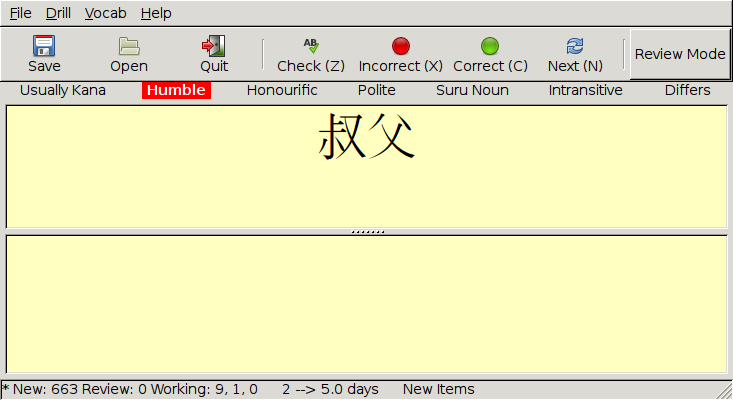 File Drill Vocab Help
Save Open Quit Check (Z) Incorrect (X) Correct (C) Next (N) Review Mode
Usually Kana Humble Honourific Polite Suru Noun Intransitive Differs
叔父
* New: 663 Review: 0 Working: 9, 1, 0 2 --> 5.0 days New Items